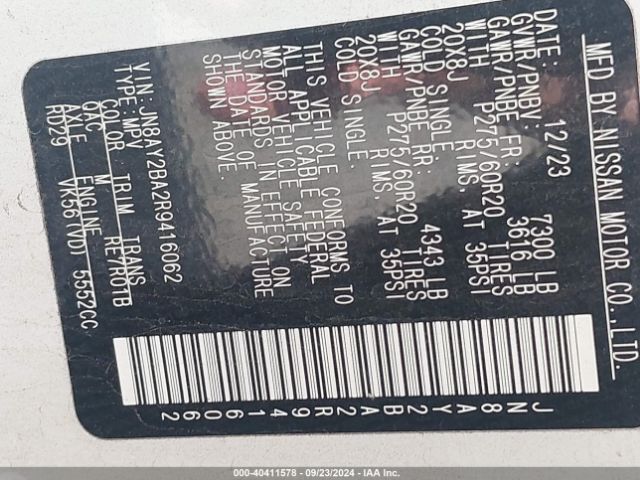 MFD BY NISSAN MOTOR CO.,LTD.
DATE: 12/23
GVWR/PNBV: 7300 LB
GAWR/PNBE FR: 3616 LB
WITH P275/60R20 TIRES
20X8J RIMS, AT 35PSI
COLD SINGLE.
GAWR/PNBE RR: 4343 LB
WITH P275/60R20 TIRES
20X8J RIMS, AT 35PSI
COLD SINGLE.
THIS VEHICLE CONFORMS TO
ALL APPLICABLE FEDERAL
MOTOR VEHICLE SAFETY
STANDARDS IN EFFECT ON
THE DATE OF MANUFACTURE
SHOWN ABOVE.
VIN: JN8AY2BA2R9416062
TYPE: MPV
COLOR TRIM TRANS
QAC M RE7R01B
AXLE ENGINE
RD29 VK56(VD) 5552CC
JN8AY2BA2R9416062
000-40411578 - 09/23/2024 - IAA Inc.